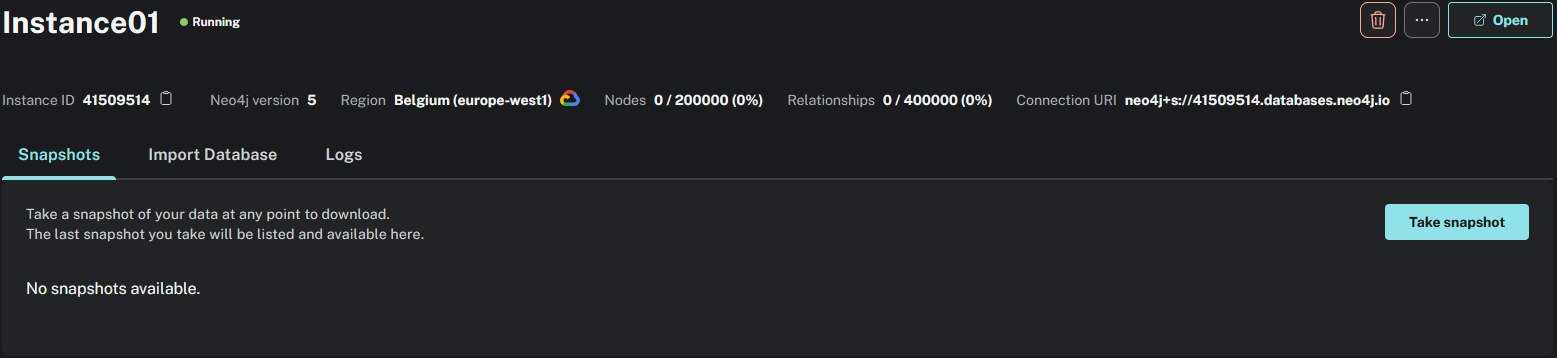 Instance01 Running Open
Instance ID 41509514 Neo4j version 5 Region Belgium (europe-west1) Nodes 0 / 200000 (0%) Relationships 0 / 400000 (0%) Connection URI neo4j+s://41509514.databases.neo4j.io
Snapshots Import Database Logs
Take a snapshot of your data at any point to download.
The last snapshot you take will be listed and available here.
Take snapshot
No snapshots available.